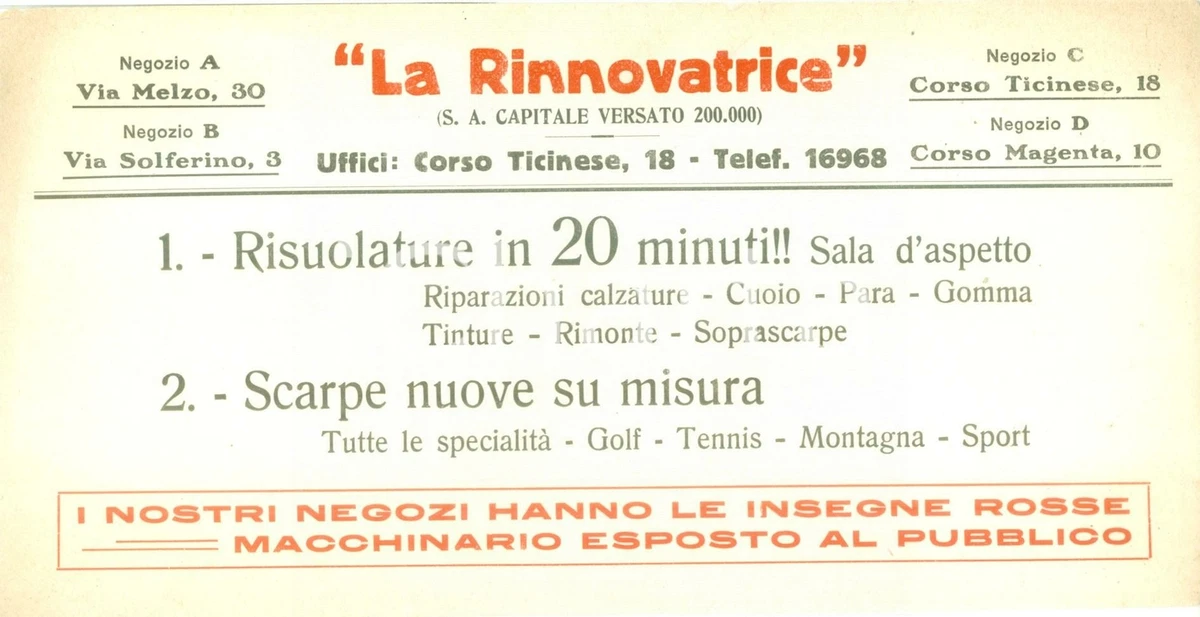 Negozio A
Via Melzo, 30
Negozio B
Via Solferino, 3
“La Rinnovatrice”
(S. A. CAPITALE VERSATO 200.000)
Uffici: Corso Ticinese, 18 - Telef. 16968
Negozio C
Corso Ticinese, 18
Negozio D
Corso Magenta, 10
1. - Risuolature in 20 minuti!! Sala d'aspetto
Riparazioni calzature - Cuoio - Para - Gomma
Tinture - Rimonte - Soprascarpe
2. - Scarpe nuove su misura
Tutte le specialità - Golf - Tennis - Montagna - Sport
I NOSTRI NEGOZI HANNO LE INSEGNE ROSSE
MACCHINARIO ESPOSTO AL PUBBLICO